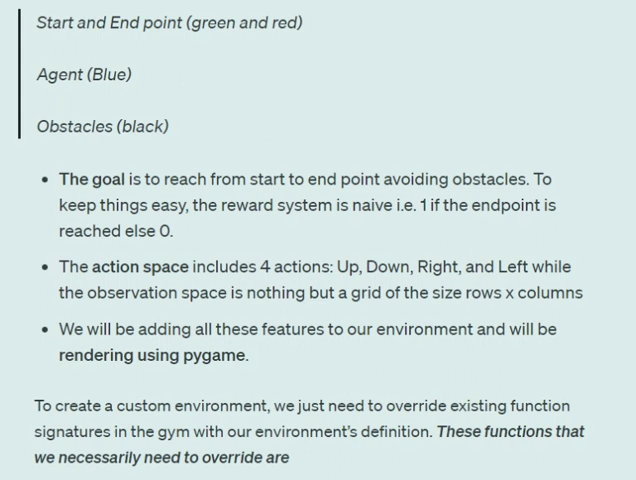 Start and End point (green and red)
Agent (Blue)
Obstacles (black)
• The goal is to reach from start to end point avoiding obstacles. To
keep things easy, the reward system is naive i.e. 1 if the endpoint is
reached else 0.
• The action space includes 4 actions: Up, Down, Right, and Left while
the observation space is nothing but a grid of the size rows x columns
• We will be adding all these features to our environment and will be
rendering using pygame.
To create a custom environment, we just need to override existing function
signatures in the gym with our environment's definition. These functions that
we necessarily need to override are